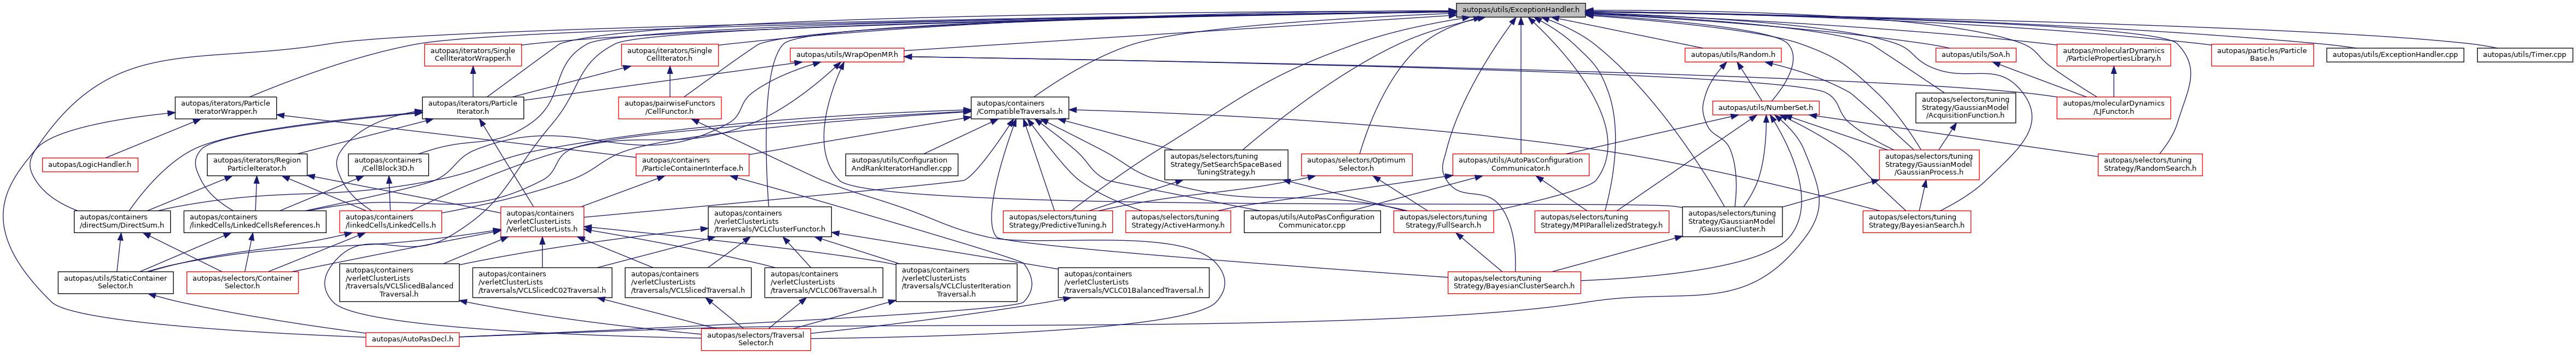 autopas/utils/ExceptionHandler.h
autopas/iterators/Single
CellIteratorWrapper.h
autopas/iterators/Single
CellIterator.h
autopas/utils/WrapOpenMP.h
autopas/utils/Random.h
autopas/utils/SoA.h
autopas/molecularDynamics
/ParticlePropertiesLibrary.h
autopas/particles/Particle
Base.h
autopas/utils/ExceptionHandler.cpp
autopas/utils/Timer.cpp
autopas/iterators/Particle
IteratorWrapper.h
autopas/iterators/Particle
Iterator.h
autopas/pairwiseFunctors
/CellFunctor.h
autopas/containers
/CompatibleTraversals.h
autopas/utils/NumberSet.h
autopas/selectors/tuning
Strategy/GaussianModel
/AcquisitionFunction.h
autopas/molecularDynamics
/LJFunctor.h
autopas/LogicHandler.h
autopas/iterators/Region
ParticleIterator.h
autopas/containers
/CellBlock3D.h
autopas/containers
/ParticleContainerInterface.h
autopas/utils/Configuration
AndRankIteratorHandler.cpp
autopas/selectors/tuning
Strategy/SetSearchSpaceBased
TuningStrategy.h
autopas/selectors/Optimum
Selector.h
autopas/utils/AutoPasConfiguration
Communicator.h
autopas/selectors/tuning
Strategy/GaussianModel
/GaussianProcess.h
autopas/selectors/tuning
Strategy/RandomSearch.h
autopas/containers
/directSum/DirectSum.h
autopas/containers
/linkedCells/LinkedCellsReferences.h
autopas/containers
/linkedCells/LinkedCells.h
autopas/containers
/verletClusterLists
/VerletClusterLists.h
autopas/containers
/verletClusterLists
/traversals/VCLClusterFunctor.h
autopas/selectors/tuning
Strategy/PredictiveTuning.h
autopas/selectors/tuning
Strategy/ActiveHarmony.h
autopas/utils/AutoPasConfiguration
Communicator.cpp
autopas/selectors/tuning
Strategy/FullSearch.h
autopas/selectors/tuning
Strategy/MPIParallelizedStrategy.h
autopas/selectors/tuning
Strategy/GaussianModel
/GaussianCluster.h
autopas/selectors/tuning
Strategy/BayesianSearch.h
autopas/utils/StaticContainer
Selector.h
autopas/selectors/Container
Selector.h
autopas/containers
/verletClusterLists
/traversals/VCLSlicedBalanced
Traversal.h
autopas/containers
/verletClusterLists
/traversals/VCLSlicedC02Traversal.h
autopas/containers
/verletClusterLists
/traversals/VCLSlicedTraversal.h
autopas/containers
/verletClusterLists
/traversals/VCLC06Traversal.h
autopas/containers
/verletClusterLists
/traversals/VCLClusterIteration
Traversal.h
autopas/containers
/verletClusterLists
/traversals/VCLC01BalancedTraversal.h
autopas/selectors/tuning
Strategy/BayesianClusterSearch.h
autopas/AutoPasDecl.h
autopas/selectors/Traversal
Selector.h